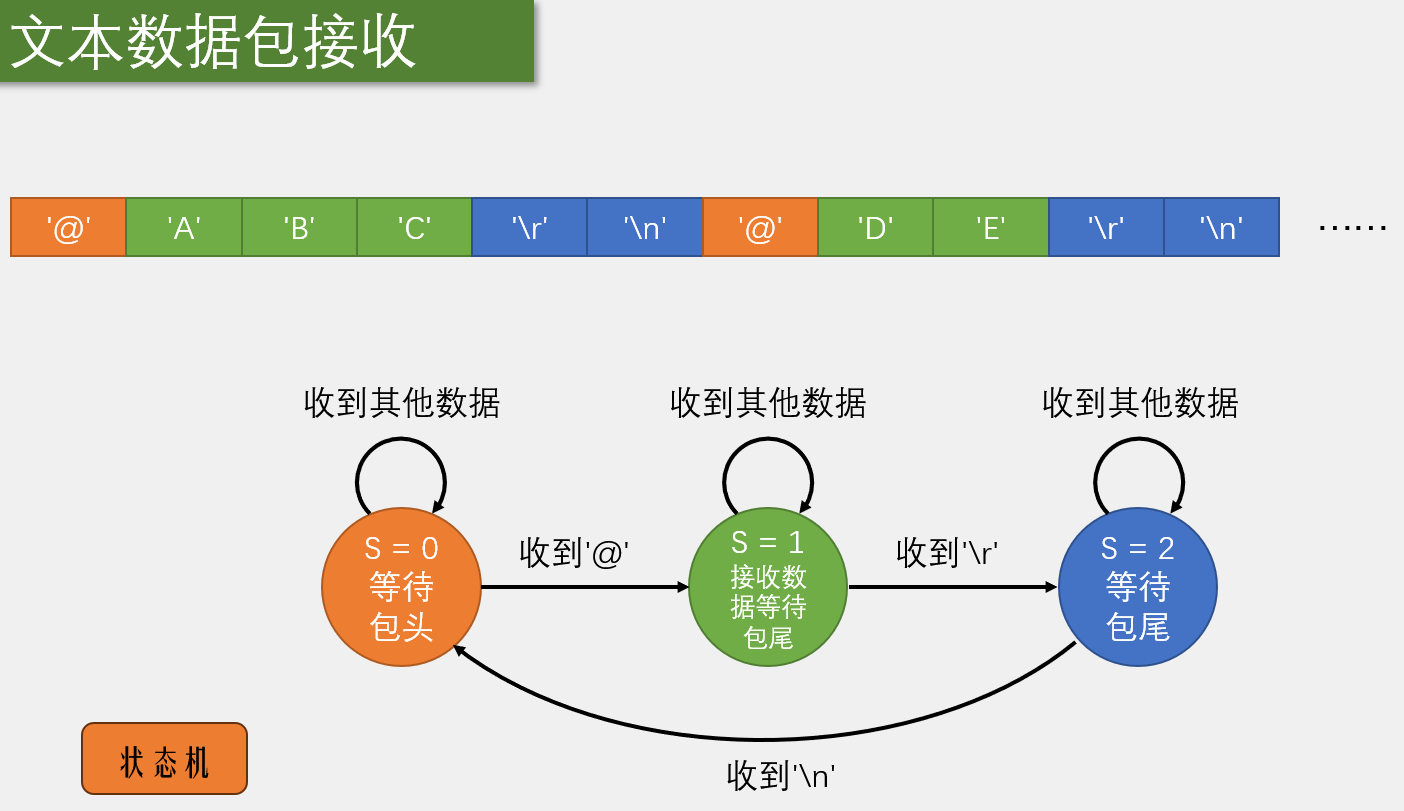 文本数据包接收
'@' 'A' 'B' 'C' '\r' '\n' '@' 'D' 'E' '\r' '\n' ……
收到其他数据 收到其他数据 收到其他数据
S = 0
等待
包头
收到'@'
S = 1
接收数
据等待
包尾
收到'\r'
S = 2
等待
包尾
状态机
收到'\n'